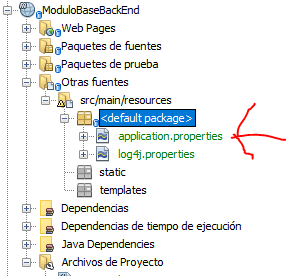 ModuloBaseBackEnd
Web Pages
Paquetes de fuentes
Paquetes de prueba
Otras fuentes
src/main/resources
<default package>
application.properties
log4j.properties
static
templates
Dependencias
Dependencias de tiempo de ejecución
Java Dependencies
Archivos de Proyecto